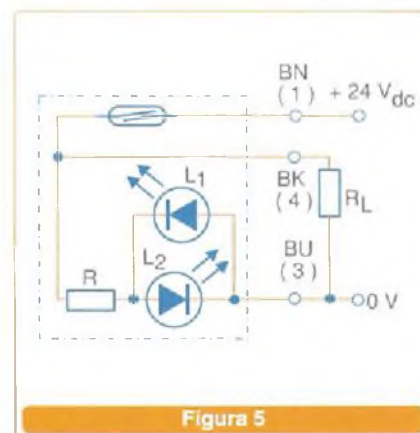 BN
(1) + 24 Vdc
L1
BK
(4)
RL
L2
BU
(3)
R
0 V
Figura 5